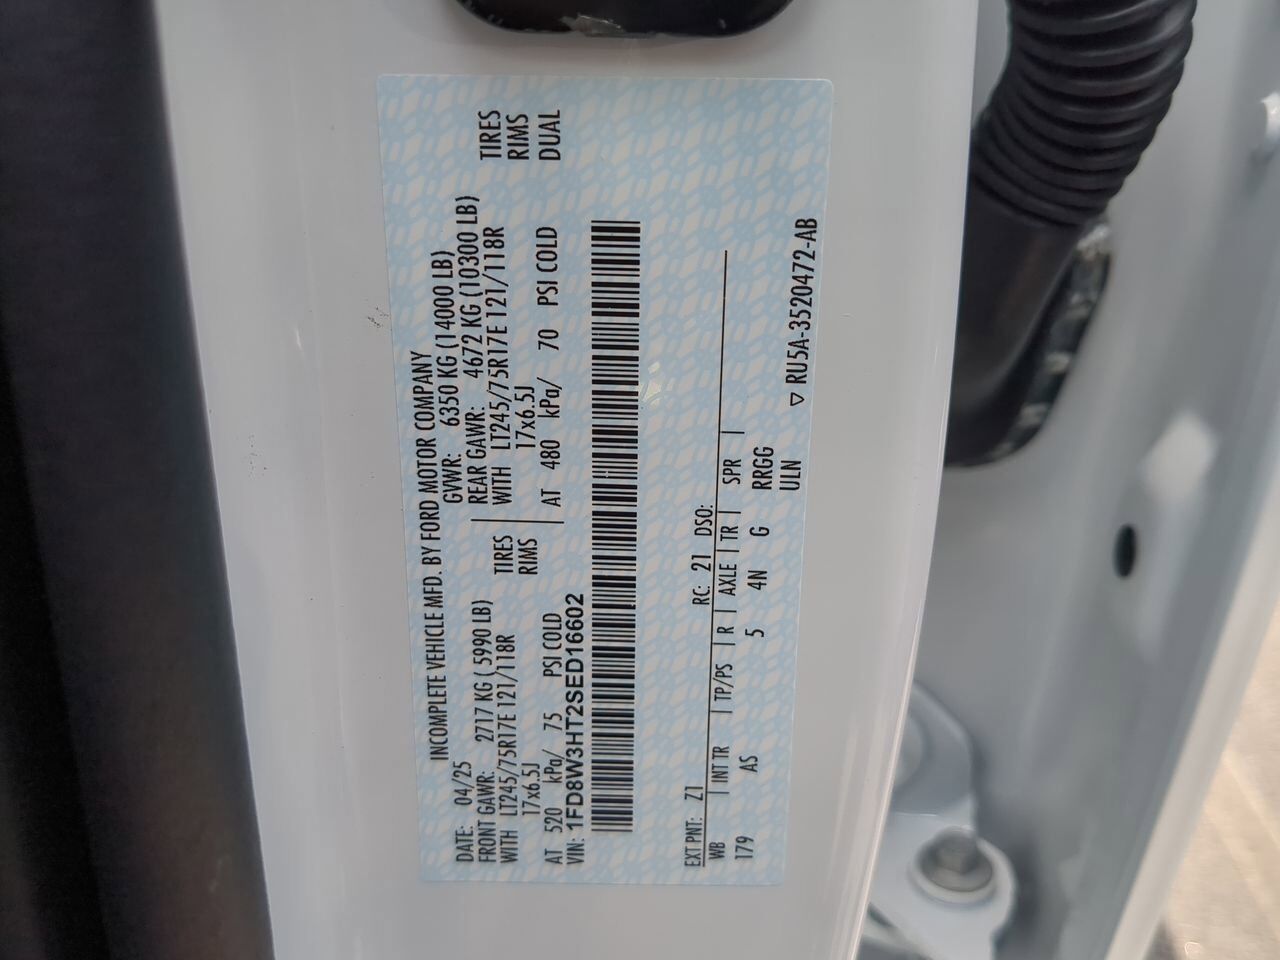 INCOMPLETE VEHICLE MFD. BY FORD MOTOR COMPANY
DATE: 04/25 GVWR: 6350 KG (14000 LB)
FRONT GAWR: 2717 KG ( 5990 LB) REAR GAWR: 4672 KG (10300 LB)
WITH LT245/75R17E 121/118R TIRES WITH LT245/75R17E 121/118R TIRES
17x6.5J RIMS 17x6.5J RIMS
AT 520 kPa/ 75 PSI COLD AT 480 kPa/ 70 PSI COLD DUAL
VIN: 1FD8W3HT2SED16602
EXT PNT: Z1 RC: 21 DSO:
WB | INT TR | TP/PS | R | AXLE | TR | SPR |
179 AS 5 4N G RRGG
ULN
▽ RU5A-3520472-AB